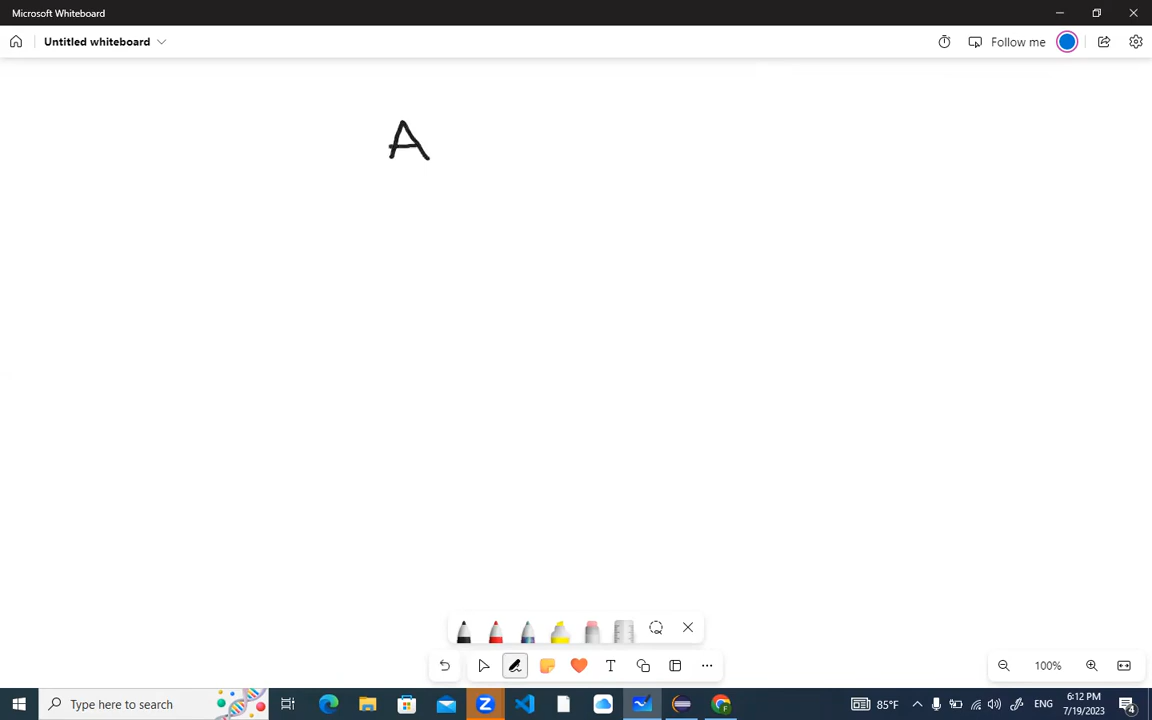 Microsoft Whiteboard
Untitled whiteboard
Follow me
A
T
100%
Type here to search
85°F
ENG
6:12 PM
7/19/2023
4